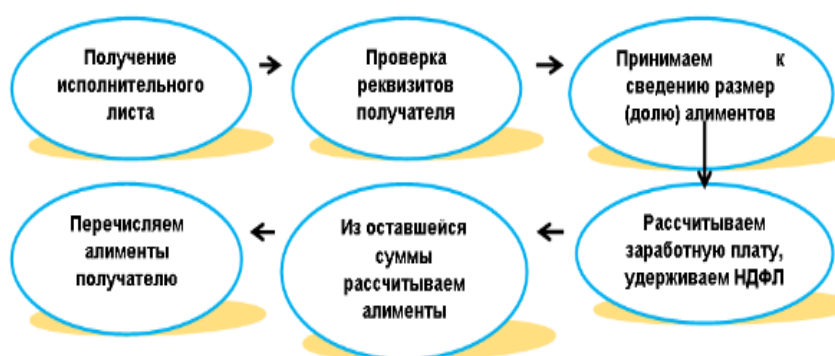 Получение
исполнительного
листа
Проверка
реквизитов
получателя
Принимаем к
сведению размер
(долю) алиментов
Рассчитываем
заработную плату,
удерживаем НДФЛ
Из оставшейся
суммы
рассчитываем
алименты
Перечисляем
алименты
получателю